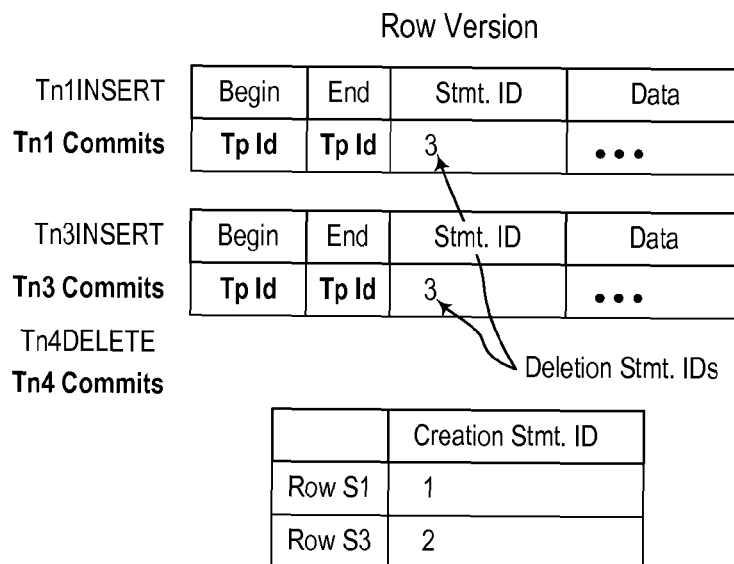 Row Version
Tn1INSERT Begin End Stmt. ID Data
Tn1 Commits Tp Id Tp Id 3 •••
Tn3INSERT Begin End Stmt. ID Data
Tn3 Commits Tp Id Tp Id 3 •••
Tn4DELETE
Deletion Stmt. IDs
Tn4 Commits
Creation Stmt. ID
Row S1 1
Row S3 2